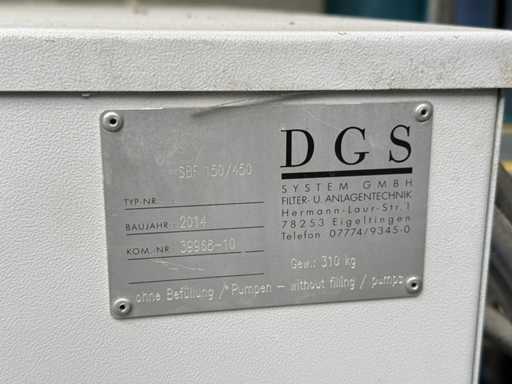 SBF 150/450
TYP-NR.
BAUJAHR 2014
KOM.-NR 39968-10
DGS
SYSTEM GMBH
FILTER- U. ANLAGENTECHNIK
Hermann-Laur-Str. 1
78253 Eigeltingen
Telefon 07774/9345-0
Gew.: 310 kg
ohne Befüllung / Pumpen - without filling / pumps